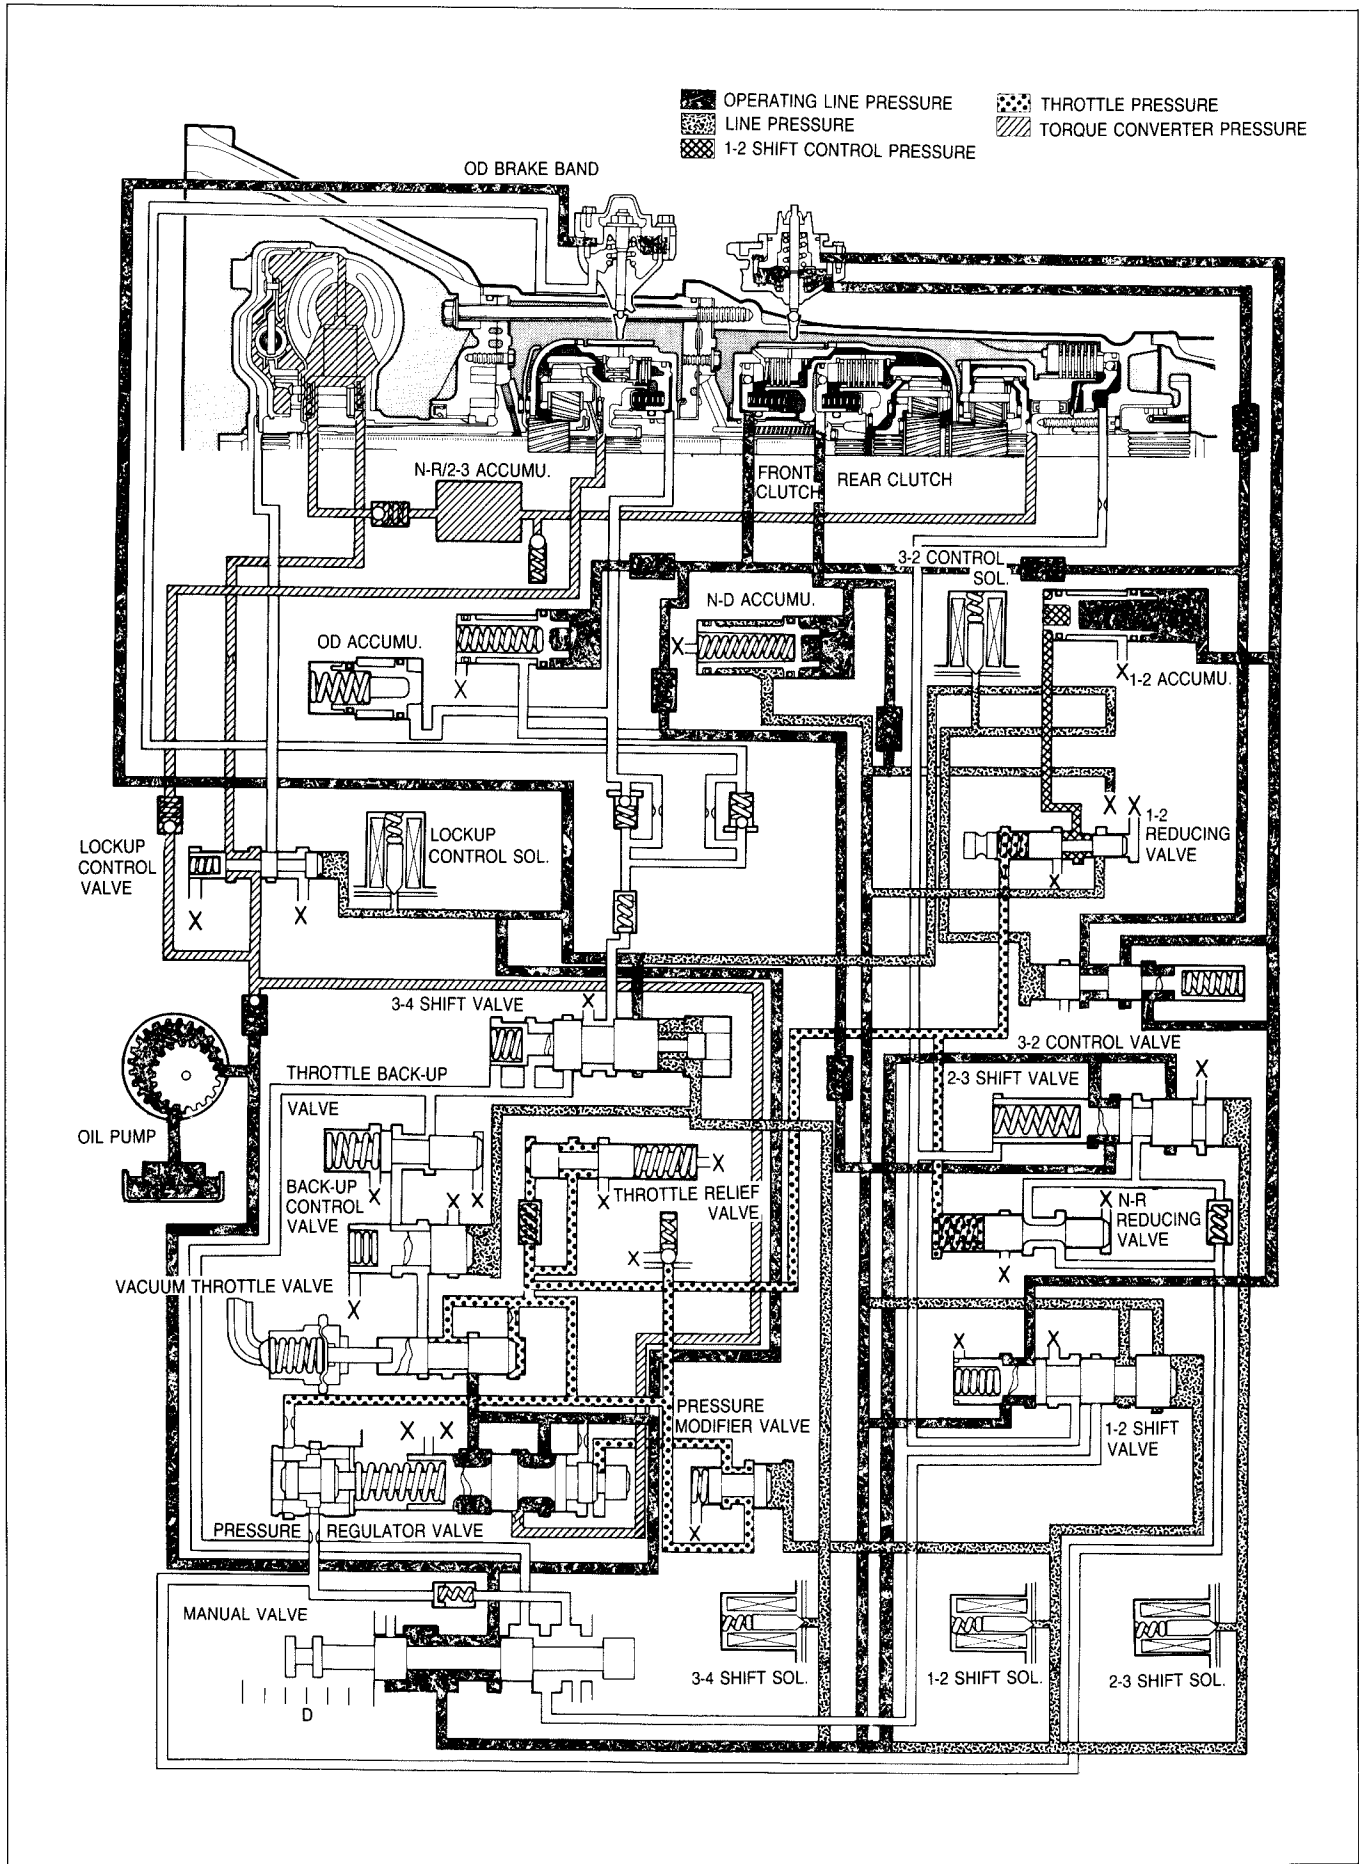 OPERATING LINE PRESSURE
LINE PRESSURE
1-2 SHIFT CONTROL PRESSURE
THROTTLE PRESSURE
TORQUE CONVERTER PRESSURE
OD BRAKE BAND
N-R/2-3 ACCUMU.
FRONT
CLUTCH
REAR CLUTCH
3-2 CONTROL
SOL.
N-D ACCUMU.
OD ACCUMU.
X
X
X
1-2 ACCUMU.
LOCKUP
CONTROL
VALVE
LOCKUP
CONTROL SOL.
X
X
1-2
REDUCING
VALVE
X
X
X
3-4 SHIFT VALVE
X
3-2 CONTROL VALVE
THROTTLE BACK-UP
VALVE
2-3 SHIFT VALVE
X
OIL PUMP
X
X
X
BACK-UP
CONTROL
VALVE
X
X
THROTTLE RELIEF
VALVE
X
N-R
REDUCING
VALVE
X
X
VACUUM THROTTLE VALVE
X
X
X
X
PRESSURE
MODIFIER VALVE
X
X
1-2 SHIFT
VALVE
PRESSURE
REGULATOR VALVE
X
MANUAL VALVE
D
3-4 SHIFT SOL.
1-2 SHIFT SOL.
2-3 SHIFT SOL.